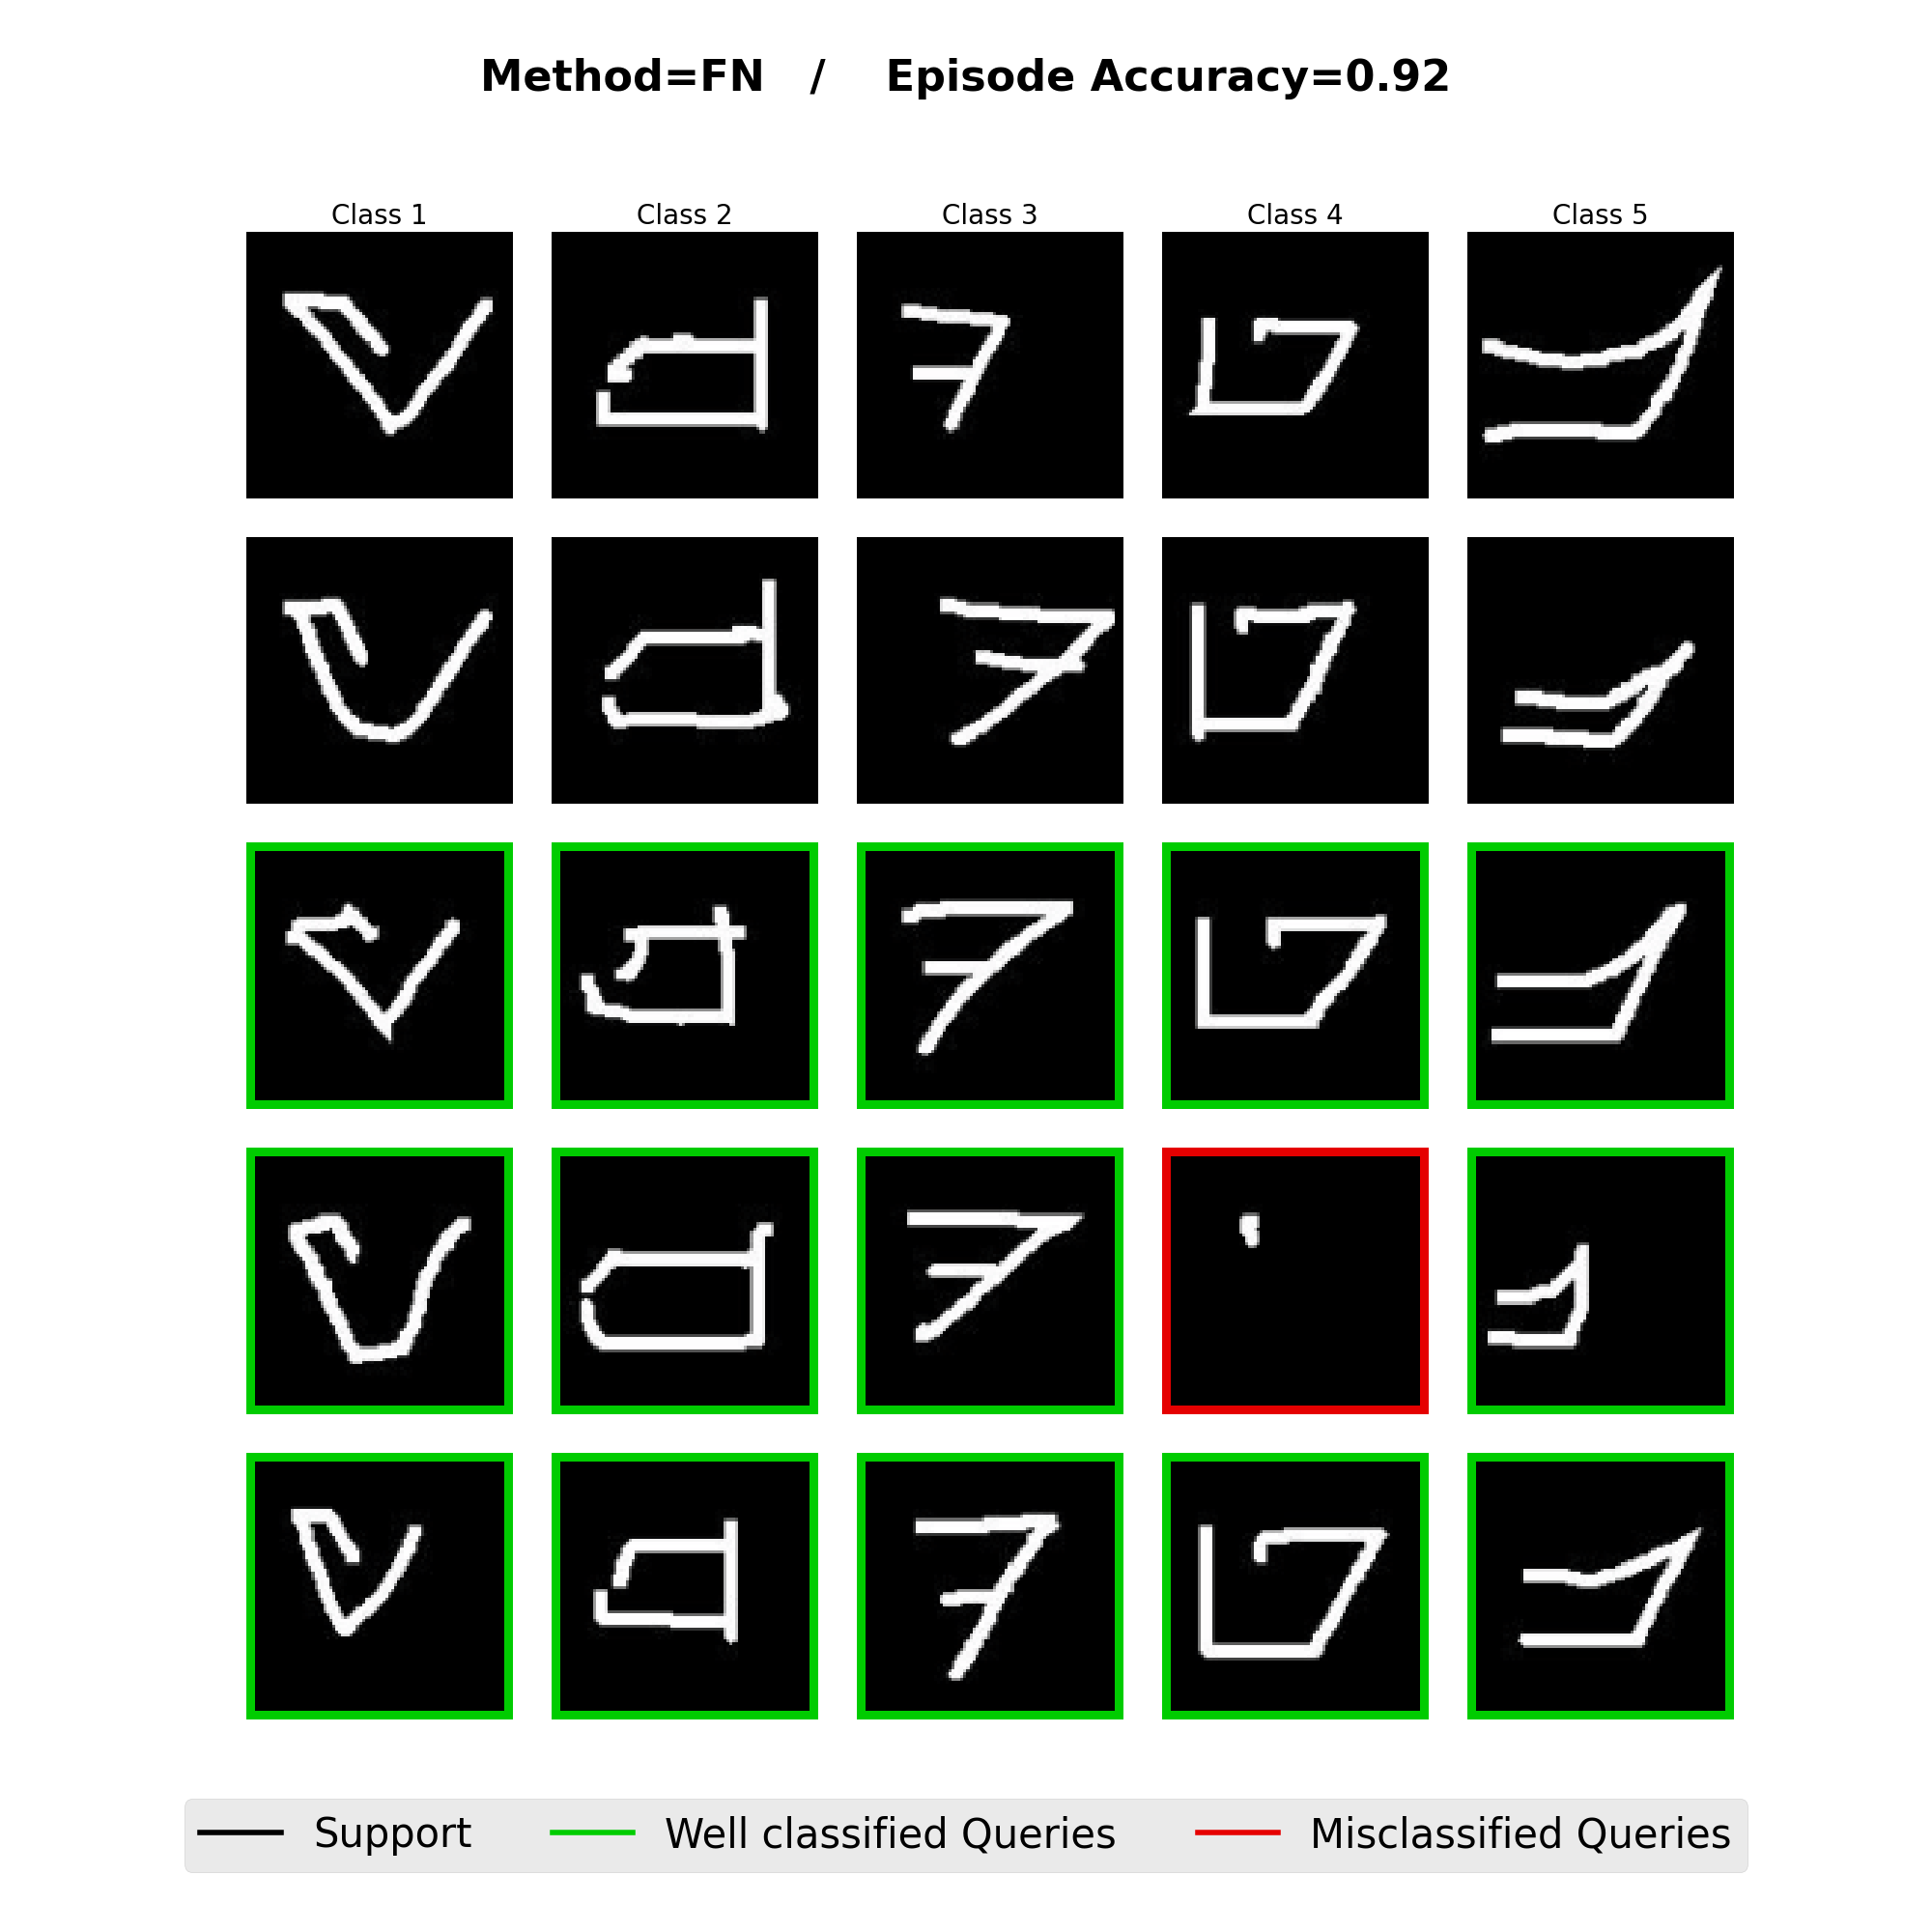 Method=FN / Episode Accuracy=0.92
Class 1 Class 2 Class 3 Class 4 Class 5
Support Well classified Queries Misclassified Queries